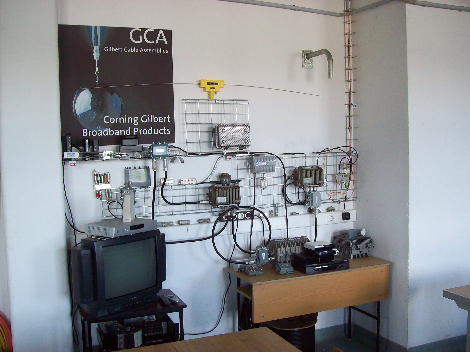 GCA
Gilbert Cable Assemblies
Corning Gilbert
Broadband Products